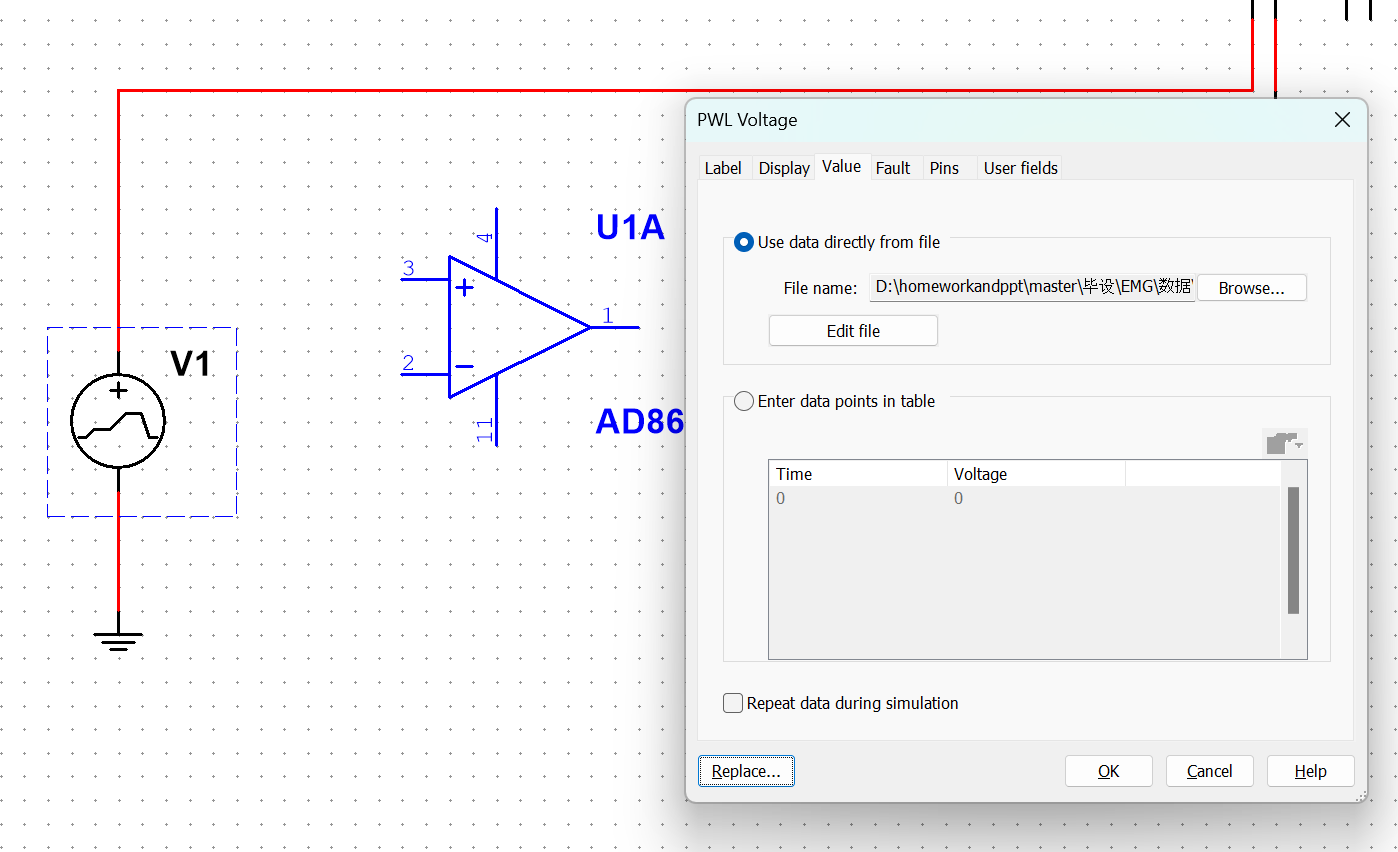 PWL Voltage
Label Display Value Fault Pins User fields
Use data directly from file
File name: D:\homeworkandppt\master\毕设\EMG\数据 Browse...
Edit file
Enter data points in table
Time Voltage
0 0
Repeat data during simulation
Replace... OK Cancel Help
U1A
4
3
1
2
11
AD86
V1